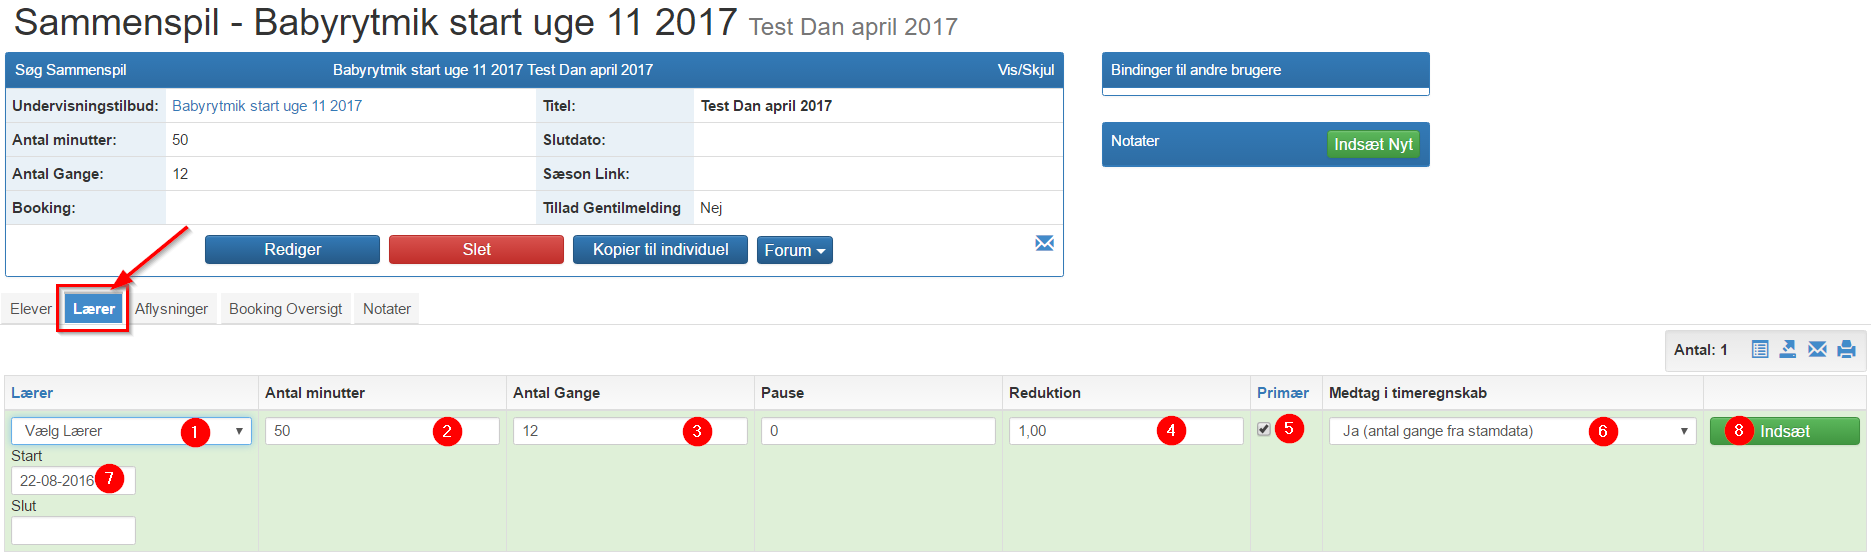 Sammenspil - Babyrytmik start uge 11 2017 Test Dan april 2017
Søg Sammenspil Babyrytmik start uge 11 2017 Test Dan april 2017 Vis/Skjul
Undervisningstilbud: Babyrytmik start uge 11 2017 Titel: Test Dan april 2017
Antal minutter: 50 Slutdato:
Antal Gange: 12 Sæson Link:
Booking: Tillad Gentilmelding Nej
Rediger Slet Kopier til individuel Forum
Bindinger til andre brugere
Notater Indsæt Nyt
Elever Lærer Aflysninger Booking Oversigt Notater
Antal: 1
Lærer Antal minutter Antal Gange Pause Reduktion Primær Medtag i timeregnskab
Vælg Lærer 1 50 2 12 3 0 1,00 4 5 Ja (antal gange fra stamdata) 6 8 Indsæt
Start
22-08-2016 7
Slut